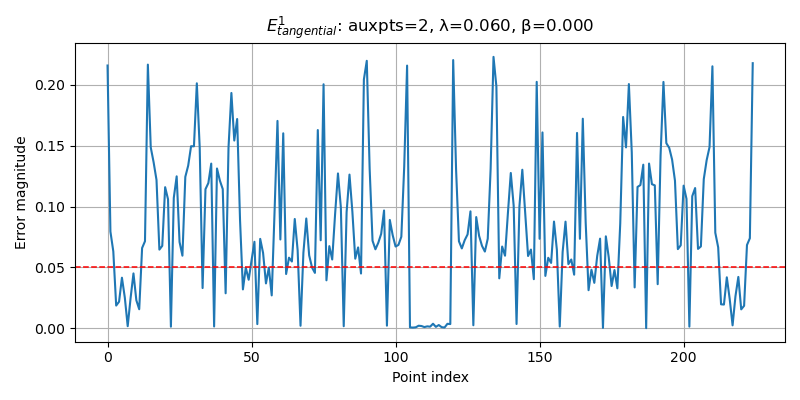 E¹tangential: auxpts=2, λ=0.060, β=0.000
Error magnitude
0.20
0.15
0.10
0.05
0.00
0 50 100 150 200
Point index